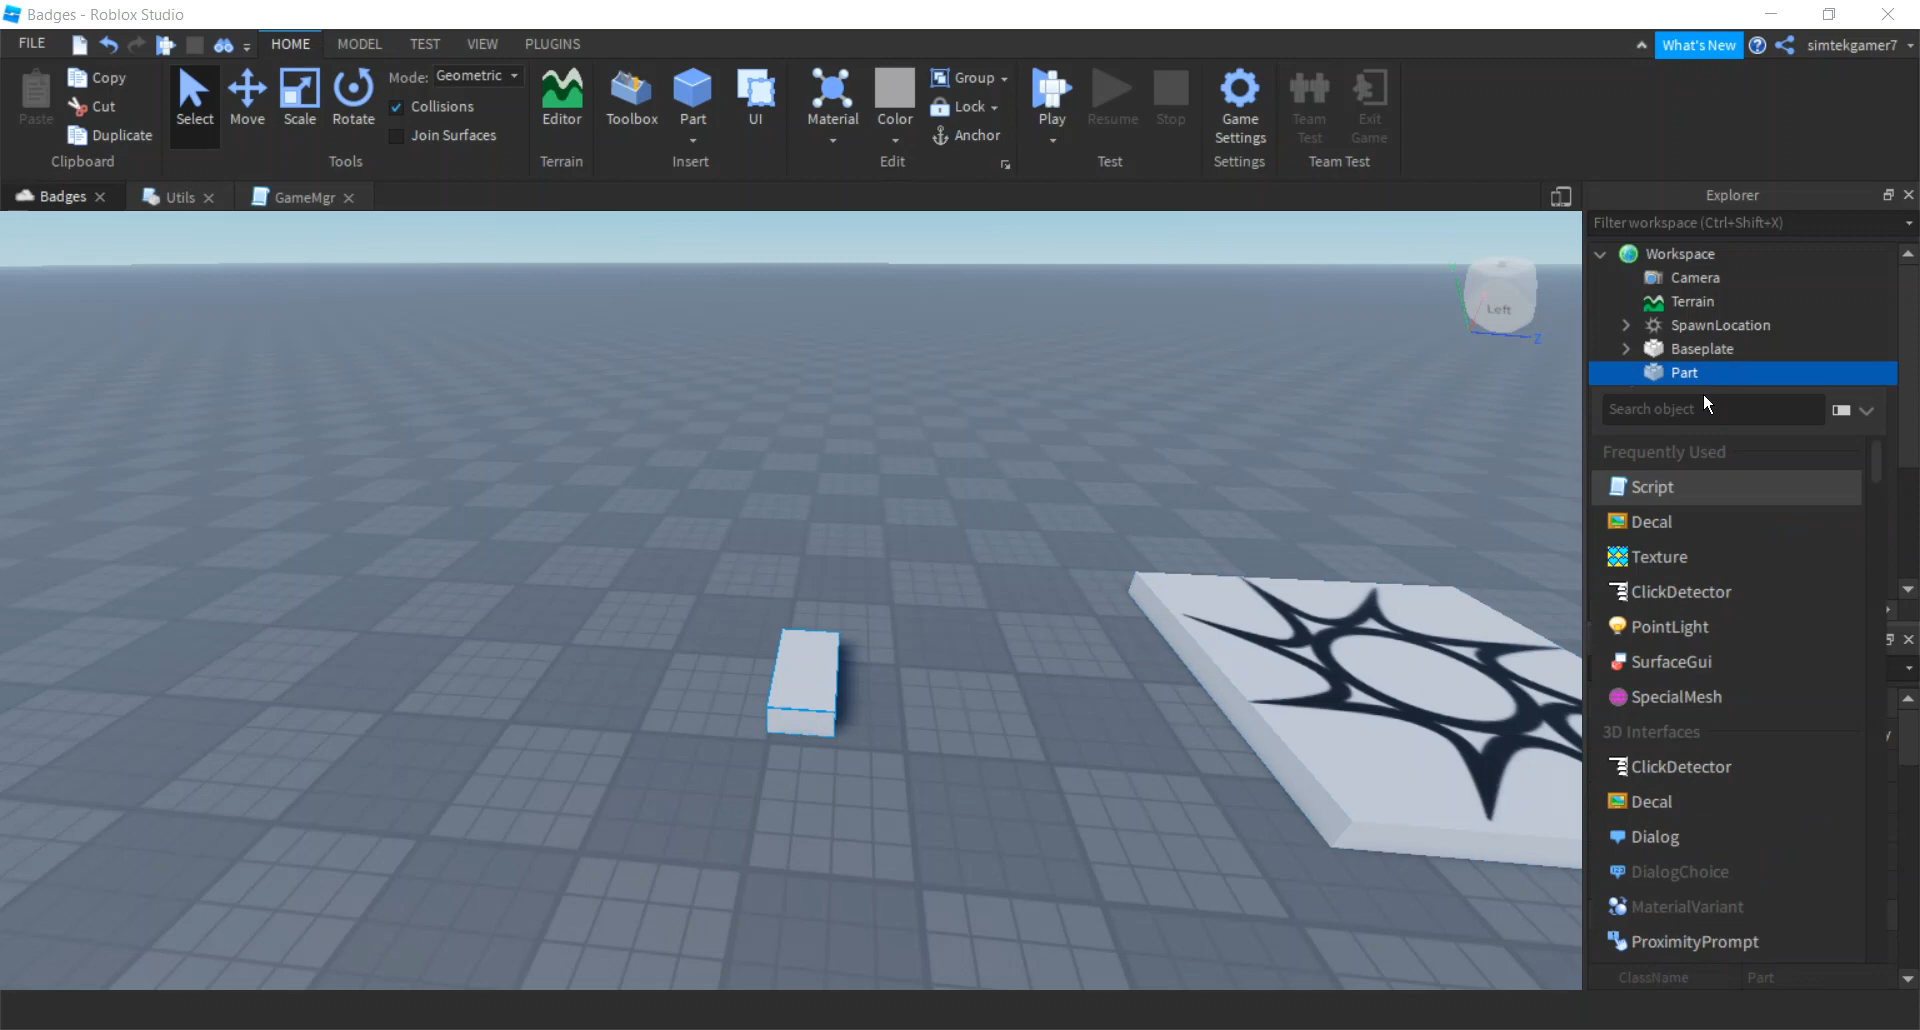 Badges - Roblox Studio
FILE
HOME
MODEL
TEST
VIEW
PLUGINS
What's New
simtekgamer7
Paste
Copy
Cut
Duplicate
Clipboard
Select
Move
Scale
Rotate
Mode: Geometric
Collisions
Join Surfaces
Tools
Editor
Terrain
Toolbox
Part
UI
Insert
Material
Color
Group
Lock
Anchor
Edit
Play
Resume
Stop
Test
Game
Settings
Settings
Team
Test
Exit
Game
Team Test
Badges
Utils
GameMgr
Explorer
Filter workspace (Ctrl+Shift+X)
Workspace
Camera
Terrain
SpawnLocation
Baseplate
Part
Search object
Frequently Used
Script
Decal
Texture
ClickDetector
PointLight
SurfaceGui
SpecialMesh
3D Interfaces
ClickDetector
Decal
Dialog
DialogChoice
MaterialVariant
ProximityPrompt
ClassName Part
Left
Z